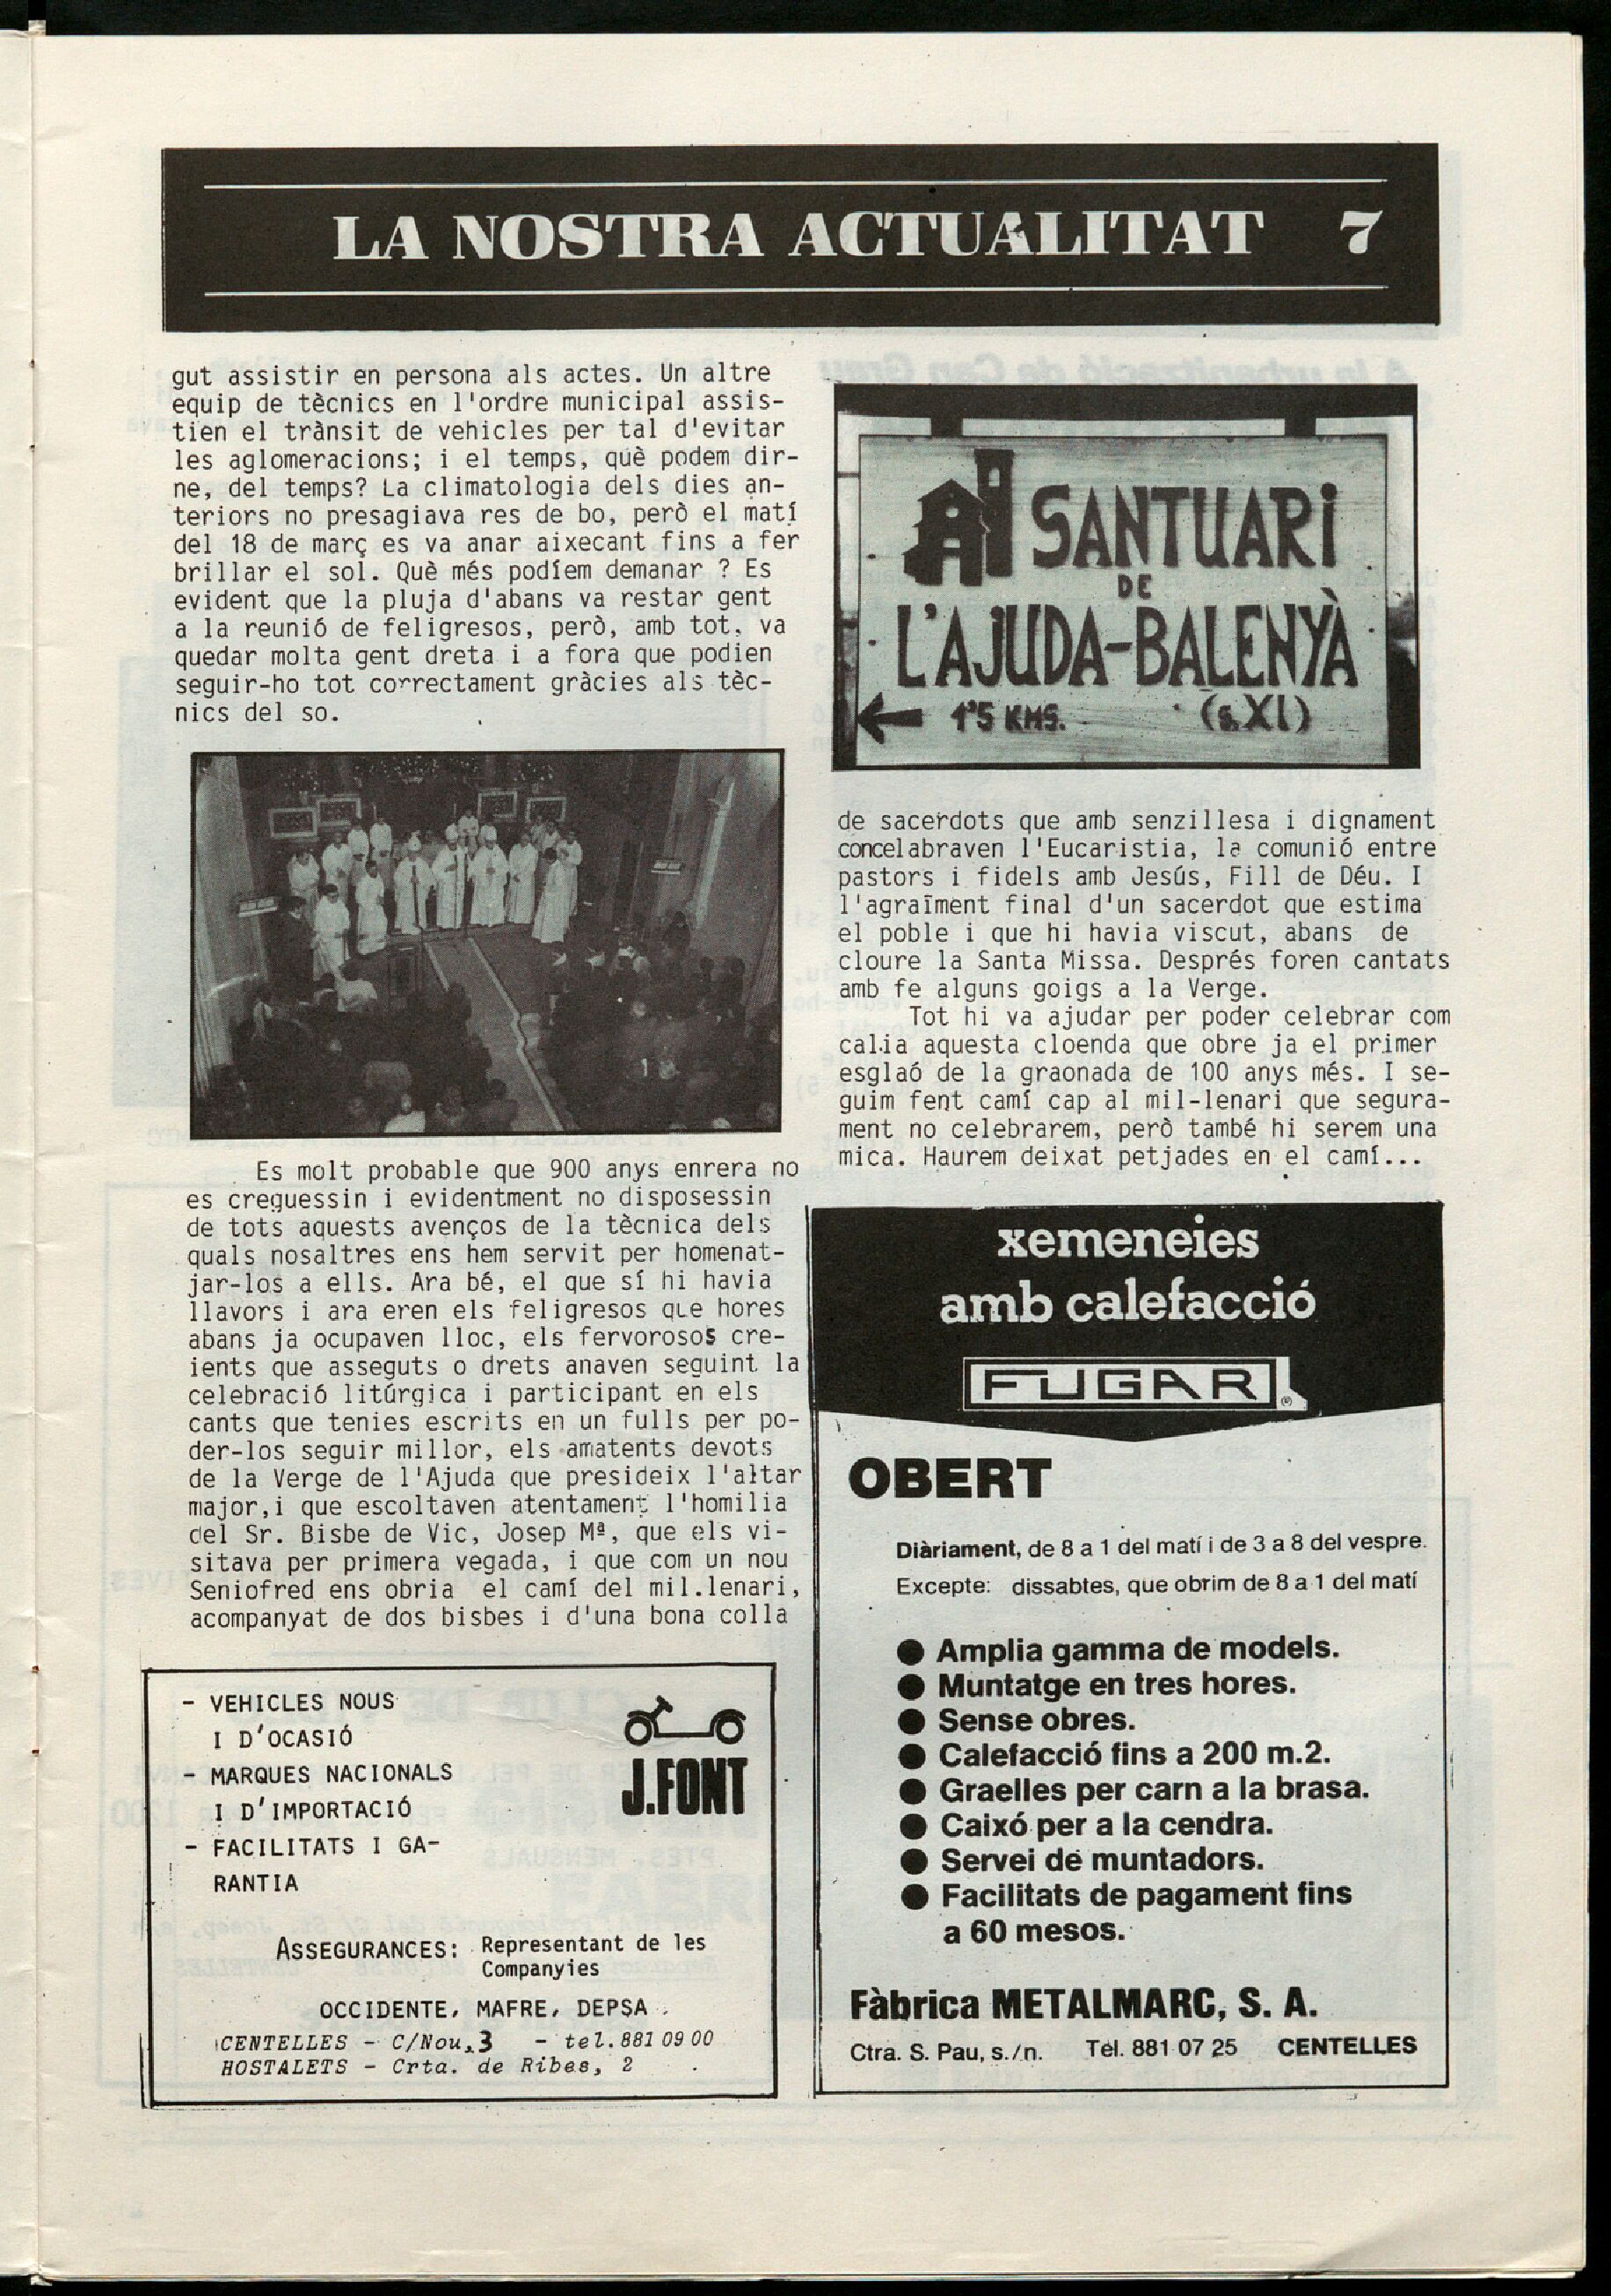 LA NOSTRA ACTUALITAT 7
gut assistir en persona als actes. Un altre
equip de tècnics en l'ordre municipal assis-
tien el trànsit de vehicles per tal d'evitar
les aglomeracions; i el temps, què podem dir-
ne, del temps? La climatologia dels dies an-
teriors no presagiava res de bo, però el matí
del 18 de març es va anar aixecant fins a fer
brillar el sol. Què més podíem demanar ? Es
evident que la pluja d'abans va restar gent
a la reunió de feligresos, però, amb tot, va
quedar molta gent dreta i a fora que podien
seguir-ho tot correctament gràcies als tèc-
nics del so.
Es molt probable que 900 anys enrera no
es creguessin i evidentment no disposessin
de tots aquests avenços de la tècnica dels
quals nosaltres ens hem servit per homenat-
jar-los a ells. Ara bé, el que sí hi havia
llavors i ara eren els feligresos que hores
abans ja ocupaven lloc, els fervorosos cre-
ients que asseguts o drets anaven seguint la
celebració litúrgica i participant en els
cants que tenies escrits en un fulls per po-
der-los seguir millor, els amatents devots
de la Verge de l'Ajuda que presideix l'altar
major,i que escoltaven atentament l'homilia
del Sr. Bisbe de Vic, Josep Mª, que els vi-
sitava per primera vegada, i que com un nou
Seniofred ens obria el camí del mil.lenari,
acompanyat de dos bisbes i d'una bona colla
SANTUARI
DE
L'AJUDA-BALENYÀ
1'5 KMS. (s.XI)
de sacerdots que amb senzillesa i dignament
concelabraven l'Eucaristia, la comunió entre
pastors i fidels amb Jesús, Fill de Déu. I
l'agraïment final d'un sacerdot que estima
el poble i que hi havia viscut, abans de
cloure la Santa Missa. Després foren cantats
amb fe alguns goigs a la Verge.
Tot hi va ajudar per poder celebrar com
calia aquesta cloenda que obre ja el primer
esglaó de la graonada de 100 anys més. I se-
guim fent camí cap al mil-lenari que segura-
ment no celebrarem, però també hi serem una
mica. Haurem deixat petjades en el camí...
- VEHICLES NOUS
I D'OCASIÓ
- MARQUES NACIONALS
I D'IMPORTACIÓ
- FACILITATS I GA-
RANTIA
J.FONT
ASSEGURANCES: Representant de les
Companyies
OCCIDENTE, MAFRE, DEPSA
CENTELLES - C/Nou,3 - tel. 881 09 00
HOSTALETS - Crta. de Ribes, 2
xemeneies
amb calefacció
FUGAR ®
OBERT
Diàriament, de 8 a 1 del matí i de 3 a 8 del vespre.
Excepte: dissabtes, que obrim de 8 a 1 del matí
● Amplia gamma de models.
● Muntatge en tres hores.
● Sense obres.
● Calefacció fins a 200 m.2.
● Graelles per carn a la brasa.
● Caixó per a la cendra.
● Servei de muntadors.
● Facilitats de pagament fins
a 60 mesos.
Fàbrica METALMARC, S. A.
Ctra. S. Pau, s./n. Tel. 881 07 25 CENTELLES